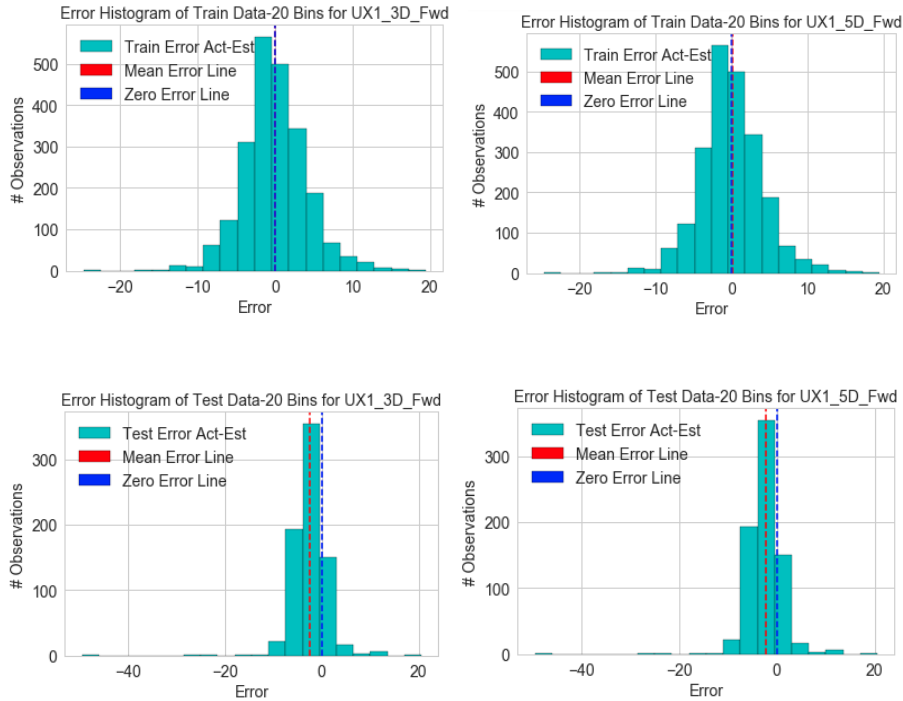 Error Histogram of Train Data-20 Bins for UX1_3D_Fwd
Train Error Act-Est
Mean Error Line
Zero Error Line
# Observations
500
400
300
200
100
0
−20
−10
0
10
20
Error
Error Histogram of Train Data-20 Bins for UX1_5D_Fwd
Train Error Act-Est
Mean Error Line
Zero Error Line
# Observations
500
400
300
200
100
0
−20
−10
0
10
20
Error
Error Histogram of Test Data-20 Bins for UX1_3D_Fwd
Test Error Act-Est
Mean Error Line
Zero Error Line
# Observations
300
200
100
0
−40
−20
0
20
Error
Error Histogram of Test Data-20 Bins for UX1_5D_Fwd
Test Error Act-Est
Mean Error Line
Zero Error Line
# Observations
300
200
100
0
−40
−20
0
20
Error